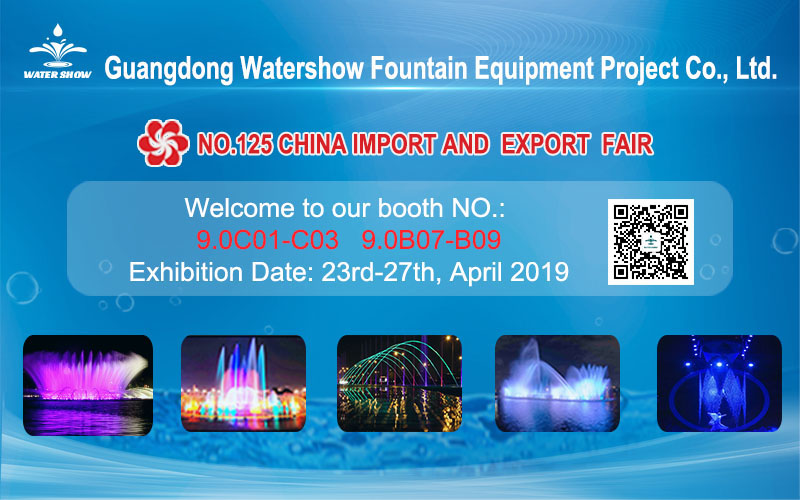 WATER SHOW
Guangdong Watershow Fountain Equipment Project Co., Ltd.
NO.125 CHINA IMPORT AND EXPORT FAIR
Welcome to our booth NO.:
9.0C01-C03 9.0B07-B09
Exhibition Date: 23rd-27th, April 2019